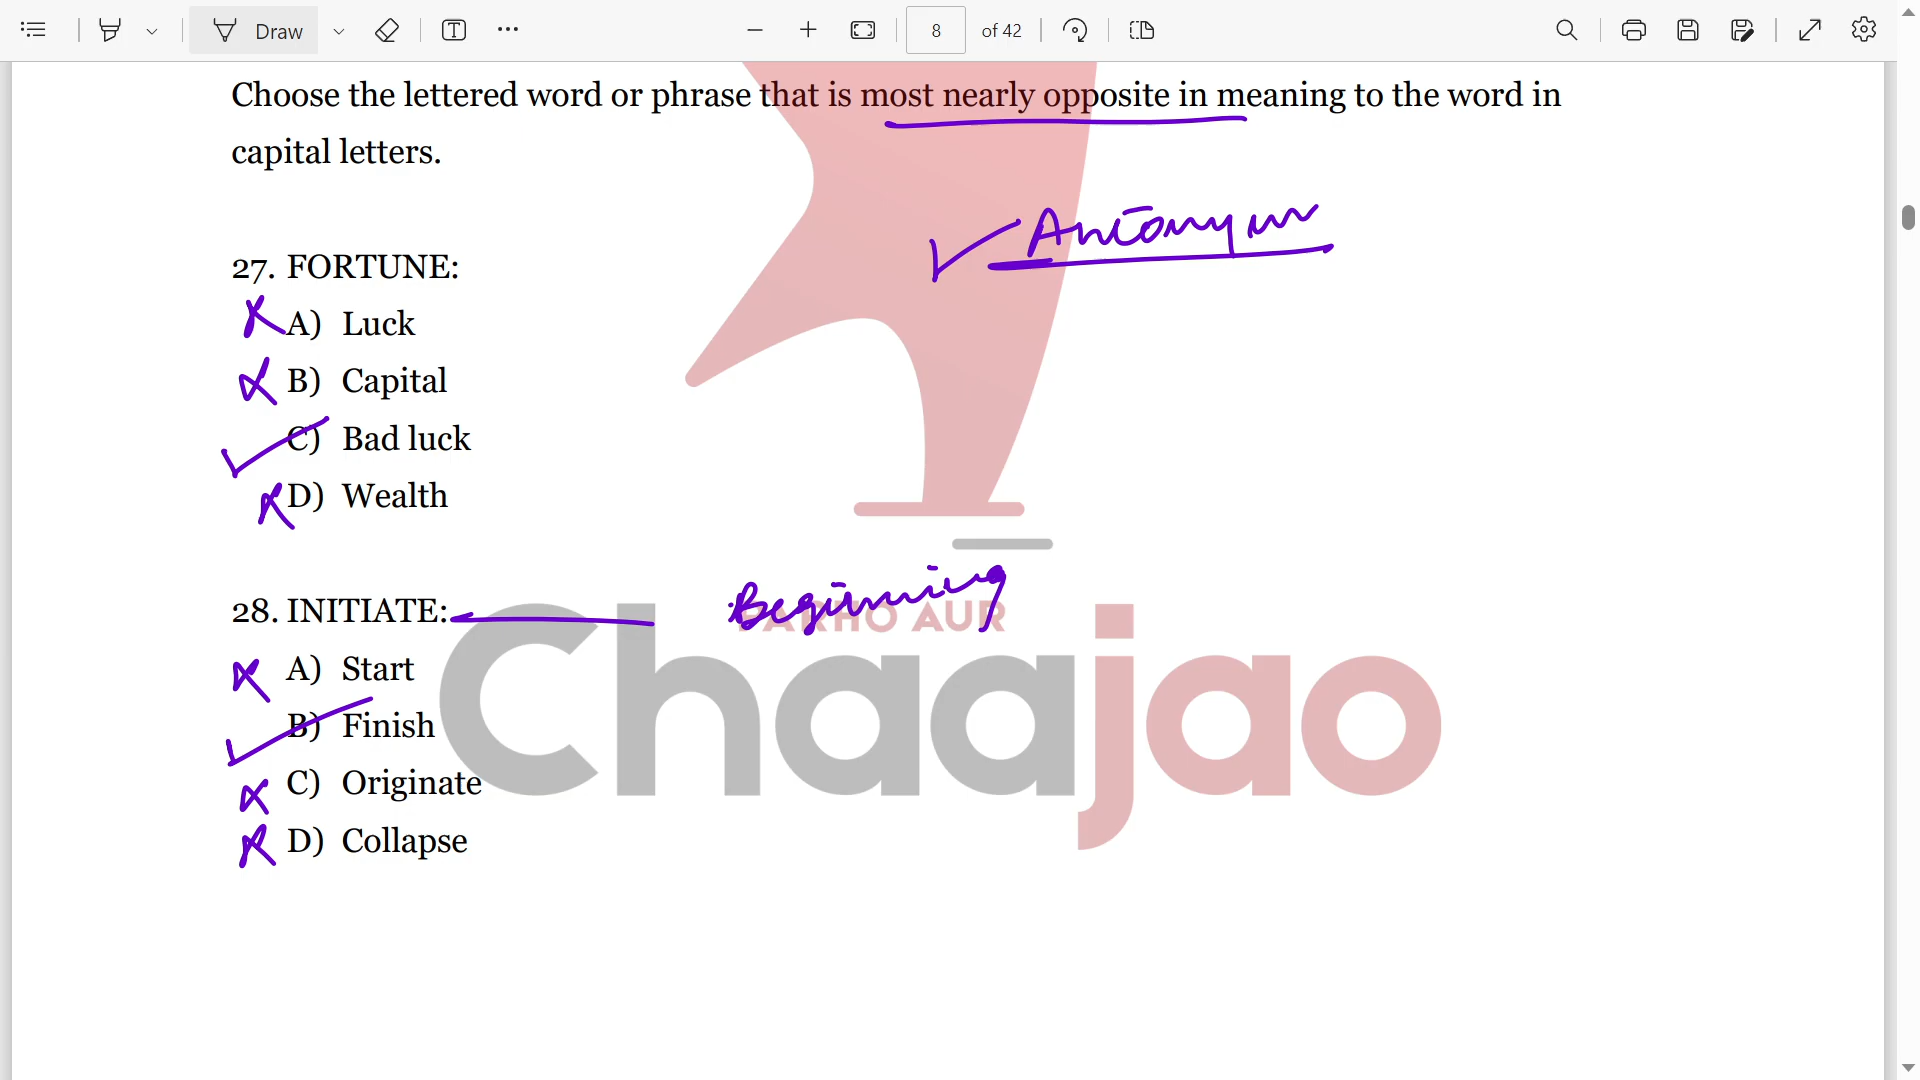 Draw
8 of 42
Choose the lettered word or phrase that is most nearly opposite in meaning to the word in
capital letters.
Antonym
27. FORTUNE:
A) Luck
B) Capital
C) Bad luck
D) Wealth
28. INITIATE:
Beginning
PARHO AUR
Chaajao
A) Start
B) Finish
C) Originate
D) Collapse